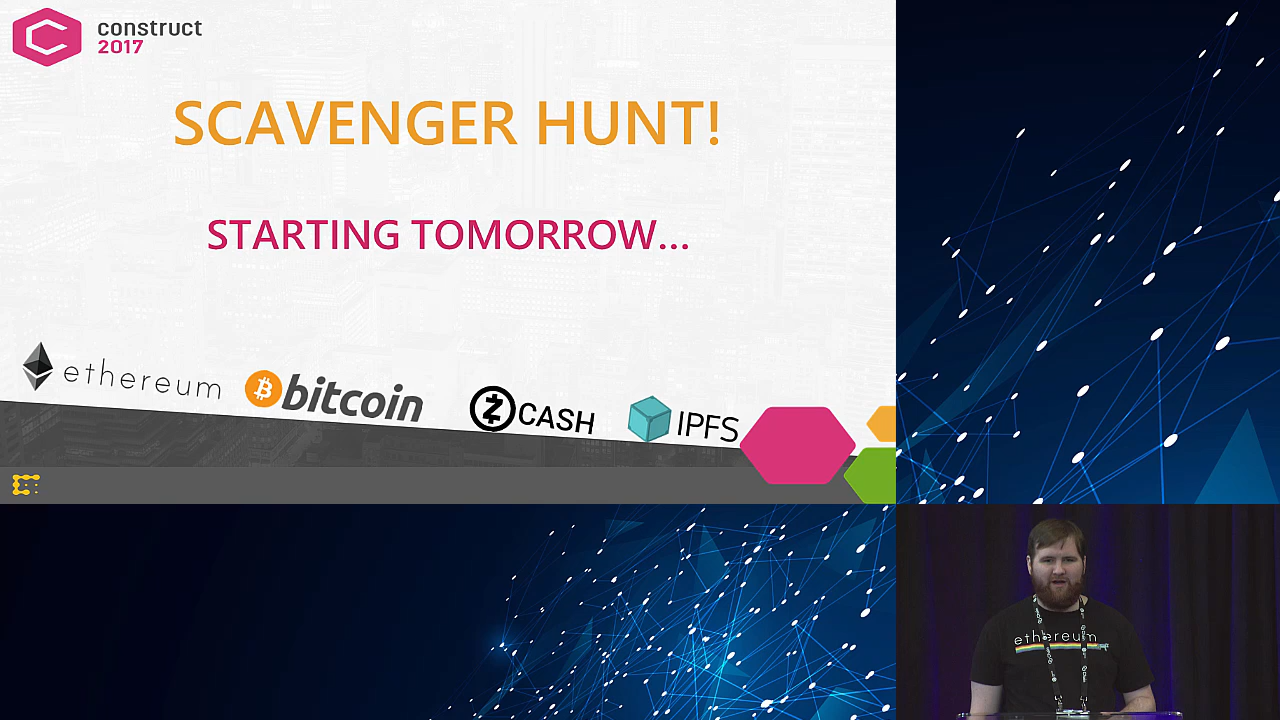 construct
2017
SCAVENGER HUNT!
STARTING TOMORROW...
ethereum
bitcoin
CASH
IPFS
ethereum